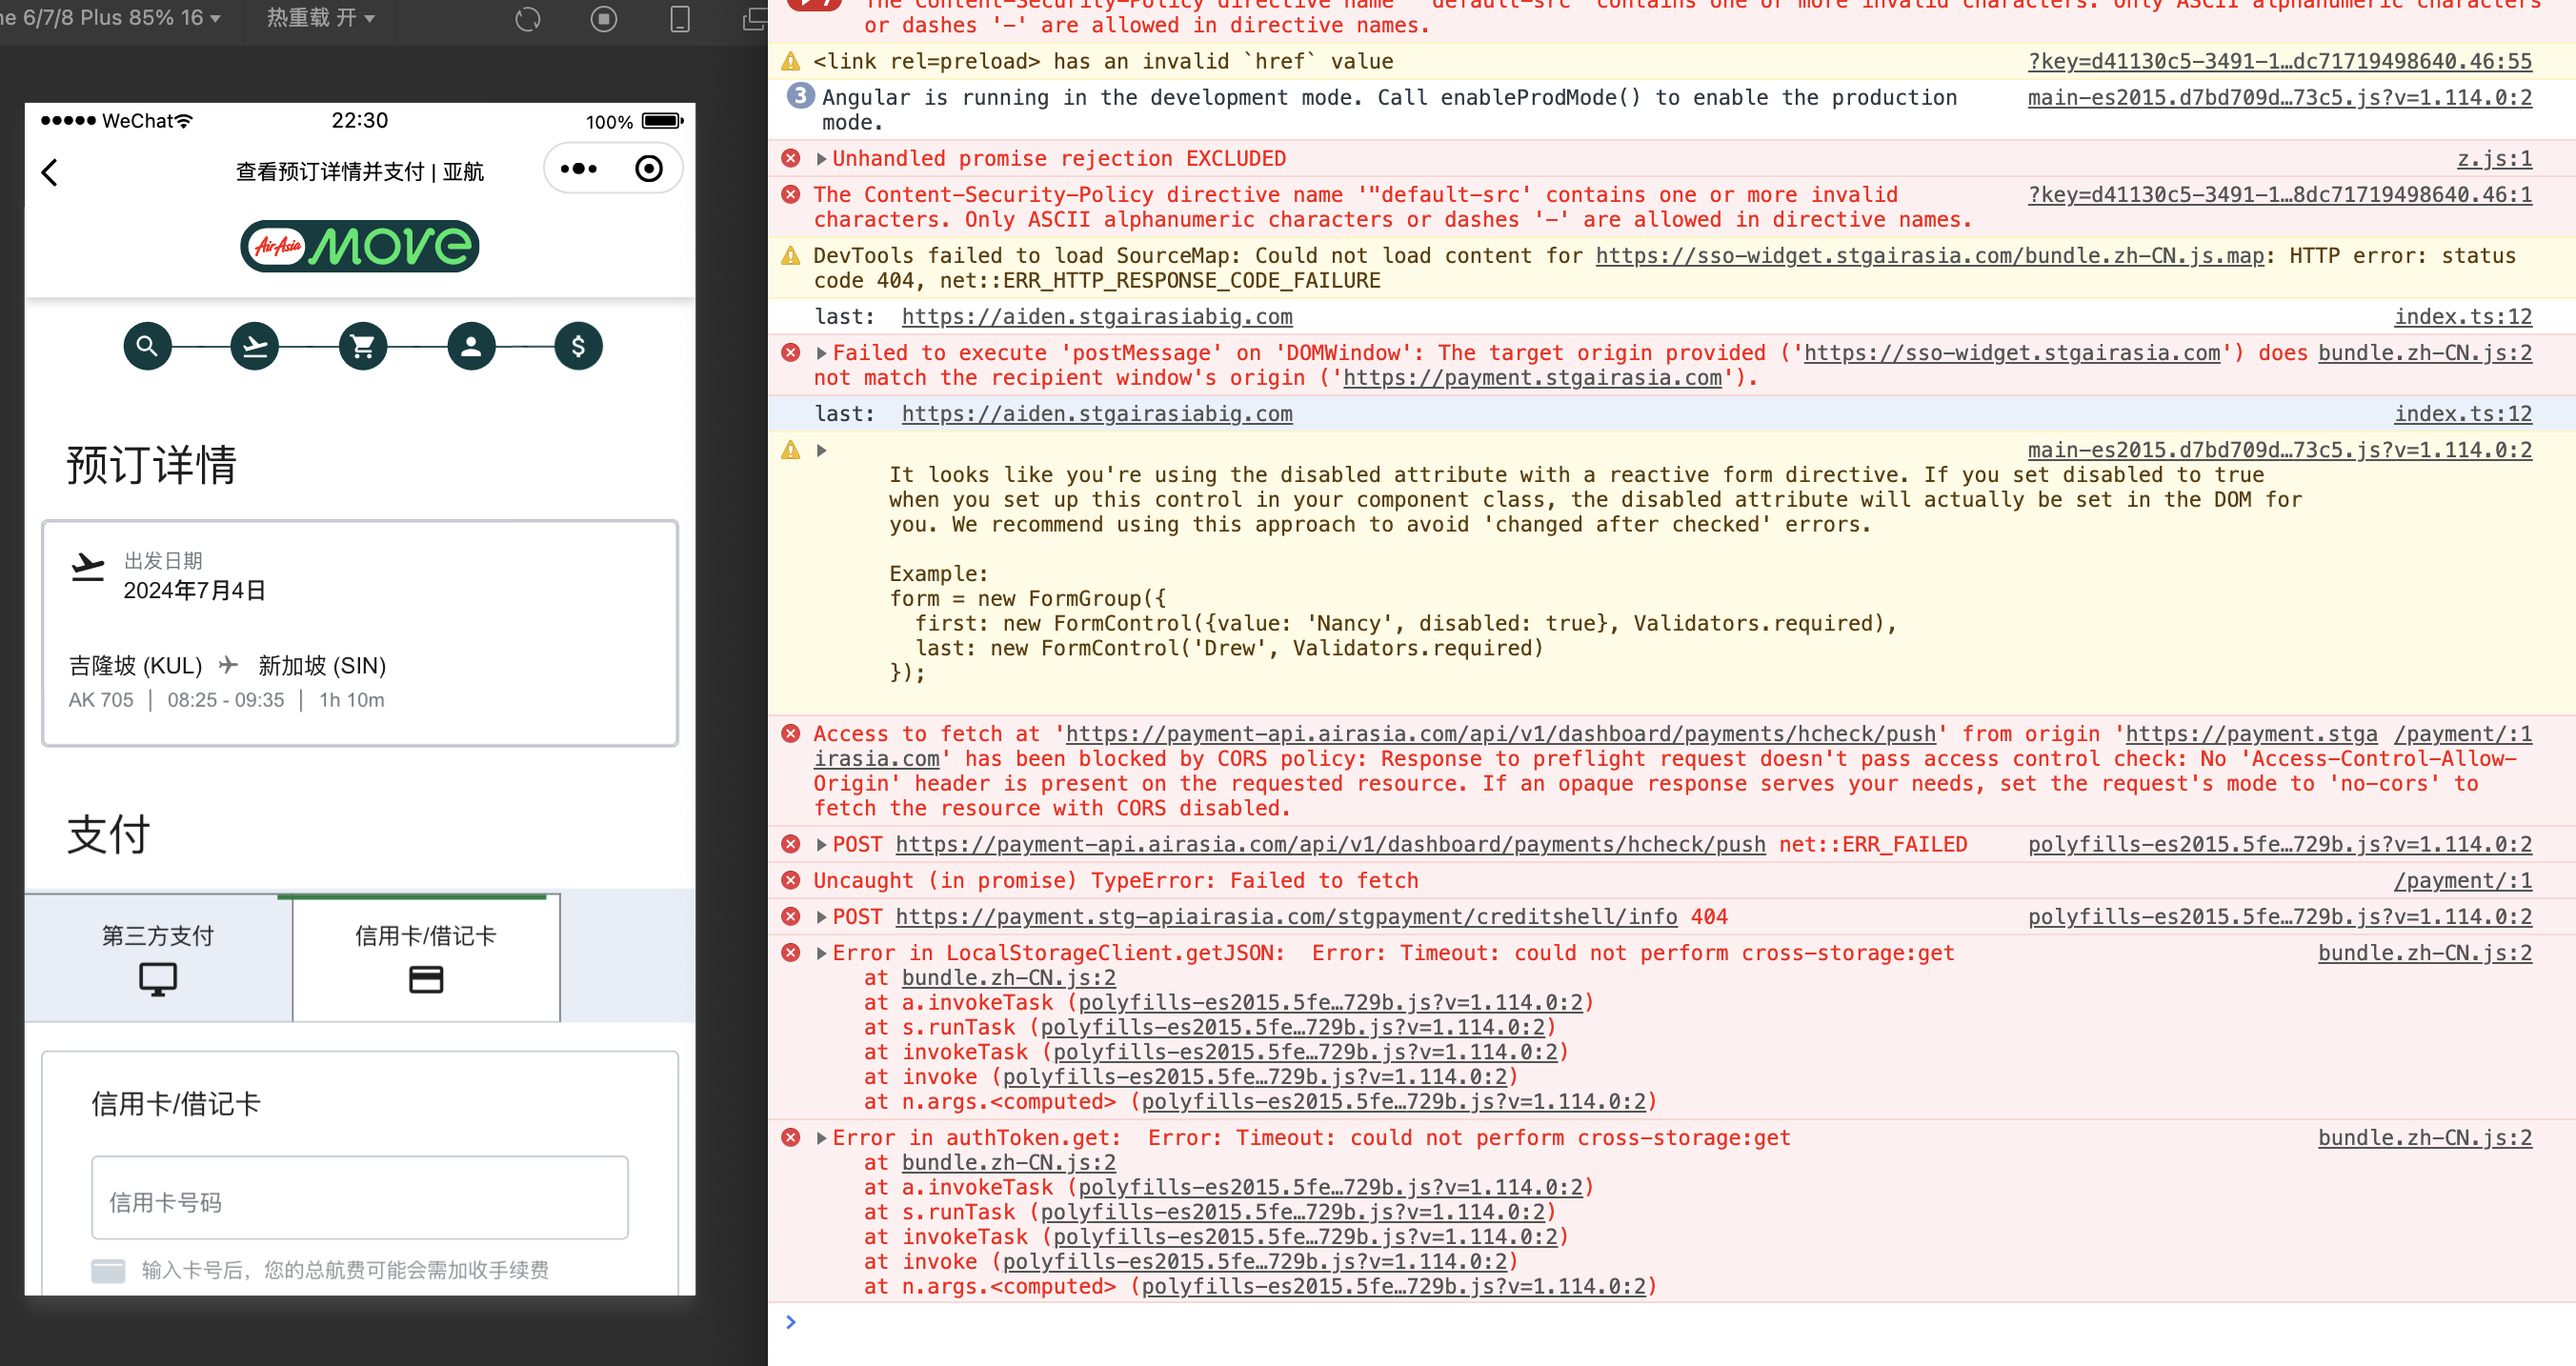 ne 6/7/8 Plus 85% 16 热重载 开
WeChat 22:30 100%
查看预订详情并支付 | 亚航
AirAsia MOVE
预订详情
出发日期
2024年7月4日
吉隆坡 (KUL) 新加坡 (SIN)
AK 705 | 08:25 - 09:35 | 1h 10m
支付
第三方支付 信用卡/借记卡
信用卡/借记卡
信用卡号码
输入卡号后，您的总航费可能会需加收手续费
The Content-Security-Policy directive name '"default-src' contains one or more invalid characters. Only ASCII alphanumeric characters
or dashes '-' are allowed in directive names.
<link rel=preload> has an invalid `href` value ?key=d41130c5-3491-1…dc71719498640.46:55
3 Angular is running in the development mode. Call enableProdMode() to enable the production main-es2015.d7bd709d…73c5.js?v=1.114.0:2
mode.
Unhandled promise rejection EXCLUDED z.js:1
The Content-Security-Policy directive name '"default-src' contains one or more invalid ?key=d41130c5-3491-1…8dc71719498640.46:1
characters. Only ASCII alphanumeric characters or dashes '-' are allowed in directive names.
DevTools failed to load SourceMap: Could not load content for https://sso-widget.stgairasia.com/bundle.zh-CN.js.map: HTTP error: status
code 404, net::ERR_HTTP_RESPONSE_CODE_FAILURE
last: https://aiden.stgairasiabig.com index.ts:12
Failed to execute 'postMessage' on 'DOMWindow': The target origin provided ('https://sso-widget.stgairasia.com') does bundle.zh-CN.js:2
not match the recipient window's origin ('https://payment.stgairasia.com').
last: https://aiden.stgairasiabig.com index.ts:12
main-es2015.d7bd709d…73c5.js?v=1.114.0:2
It looks like you're using the disabled attribute with a reactive form directive. If you set disabled to true
when you set up this control in your component class, the disabled attribute will actually be set in the DOM for
you. We recommend using this approach to avoid 'changed after checked' errors.
Example:
form = new FormGroup({
first: new FormControl({value: 'Nancy', disabled: true}, Validators.required),
last: new FormControl('Drew', Validators.required)
});
Access to fetch at 'https://payment-api.airasia.com/api/v1/dashboard/payments/hcheck/push' from origin 'https://payment.stga /payment/:1
irasia.com' has been blocked by CORS policy: Response to preflight request doesn't pass access control check: No 'Access-Control-Allow-
Origin' header is present on the requested resource. If an opaque response serves your needs, set the request's mode to 'no-cors' to
fetch the resource with CORS disabled.
POST https://payment-api.airasia.com/api/v1/dashboard/payments/hcheck/push net::ERR_FAILED polyfills-es2015.5fe…729b.js?v=1.114.0:2
Uncaught (in promise) TypeError: Failed to fetch /payment/:1
POST https://payment.stg-apiairasia.com/stgpayment/creditshell/info 404 polyfills-es2015.5fe…729b.js?v=1.114.0:2
Error in LocalStorageClient.getJSON: Error: Timeout: could not perform cross-storage:get bundle.zh-CN.js:2
at bundle.zh-CN.js:2
at a.invokeTask (polyfills-es2015.5fe…729b.js?v=1.114.0:2)
at s.runTask (polyfills-es2015.5fe…729b.js?v=1.114.0:2)
at invokeTask (polyfills-es2015.5fe…729b.js?v=1.114.0:2)
at invoke (polyfills-es2015.5fe…729b.js?v=1.114.0:2)
at n.args.<computed> (polyfills-es2015.5fe…729b.js?v=1.114.0:2)
Error in authToken.get: Error: Timeout: could not perform cross-storage:get bundle.zh-CN.js:2
at bundle.zh-CN.js:2
at a.invokeTask (polyfills-es2015.5fe…729b.js?v=1.114.0:2)
at s.runTask (polyfills-es2015.5fe…729b.js?v=1.114.0:2)
at invokeTask (polyfills-es2015.5fe…729b.js?v=1.114.0:2)
at invoke (polyfills-es2015.5fe…729b.js?v=1.114.0:2)
at n.args.<computed> (polyfills-es2015.5fe…729b.js?v=1.114.0:2)